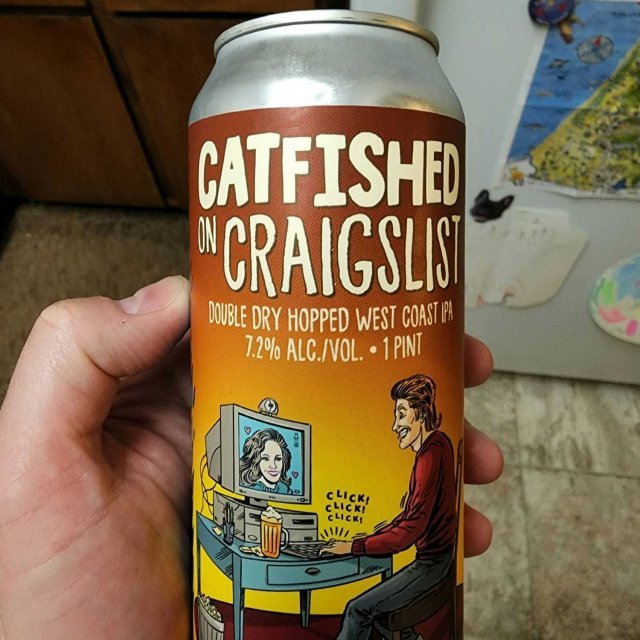 CATFISHED
ON CRAIGSLIST
DOUBLE DRY HOPPED WEST COAST IPA
7.2% ALC./VOL. • 1 PINT
CLICK!
CLICK!
CLICK!